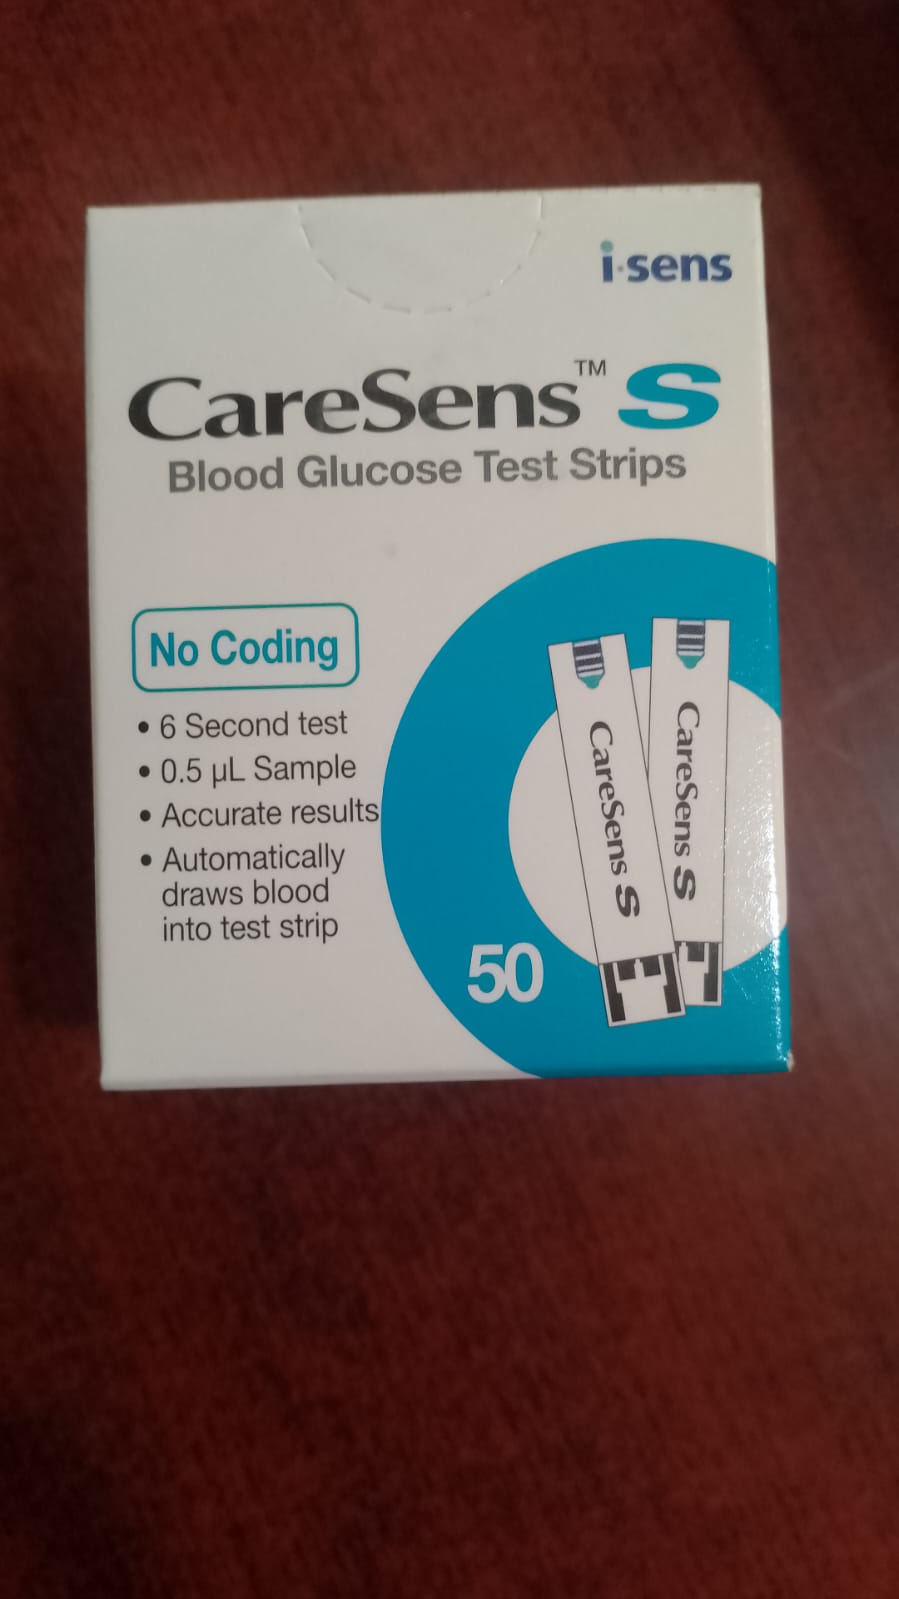 i·sens
CareSens™ S
Blood Glucose Test Strips
No Coding
• 6 Second test
• 0.5 µL Sample
• Accurate results
• Automatically
draws blood
into test strip
50
CareSens S
CareSens S